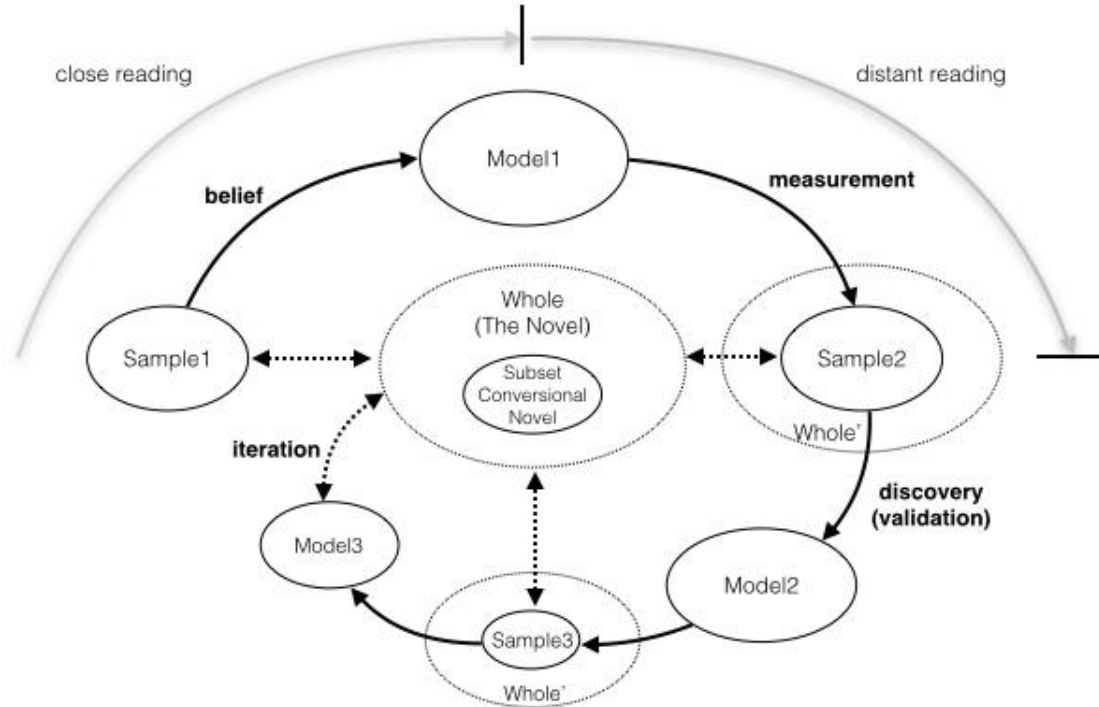 close reading
distant reading
Model1
belief
measurement
Whole
(The Novel)
Sample1
Sample2
Subset
Conversional
Novel
Whole'
iteration
discovery
(validation)
Model3
Model2
Sample3
Whole'